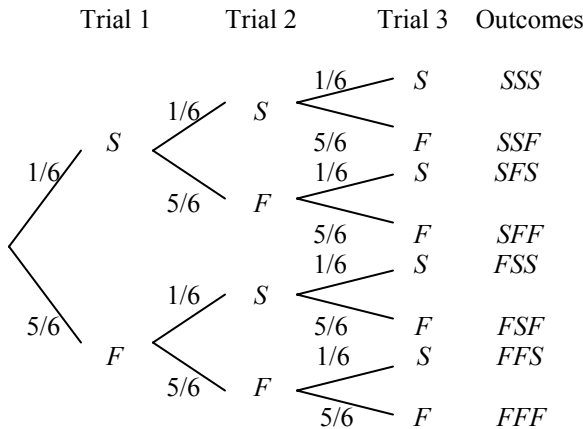 Trial 1 Trial 2 Trial 3 Outcomes
1/6 S SSS
1/6 S
5/6 F SSF
S
1/6 1/6 S SFS
5/6 F
5/6 F SFF
1/6 S FSS
1/6 S
5/6 5/6 F FSF
F 1/6 S FFS
5/6 F
5/6 F FFF